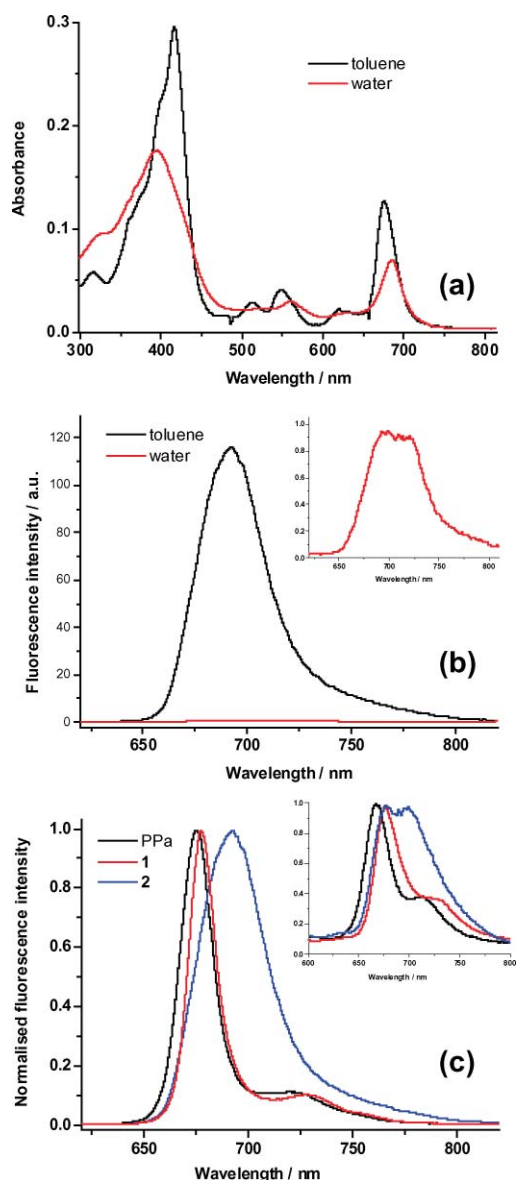 toluene
water
Absorbance
0.3
0.2
0.1
0.0
(a)
300 400 500 600 700 800
Wavelength / nm
toluene
water
Fluorescence intensity / a.u.
120
100
80
60
40
20
0
1.0
0.8
0.6
0.4
0.2
0.0
650 700 750 800
Wavelength / nm
(b)
650 700 750 800
Wavelength / nm
PPa
1
2
Normalised fluorescence intensity
1.0
0.8
0.6
0.4
0.2
0.0
1.0
0.8
0.6
0.4
0.2
0.0
600 650 700 750 800
Wavelength / nm
(c)
650 700 750 800
Wavelength / nm